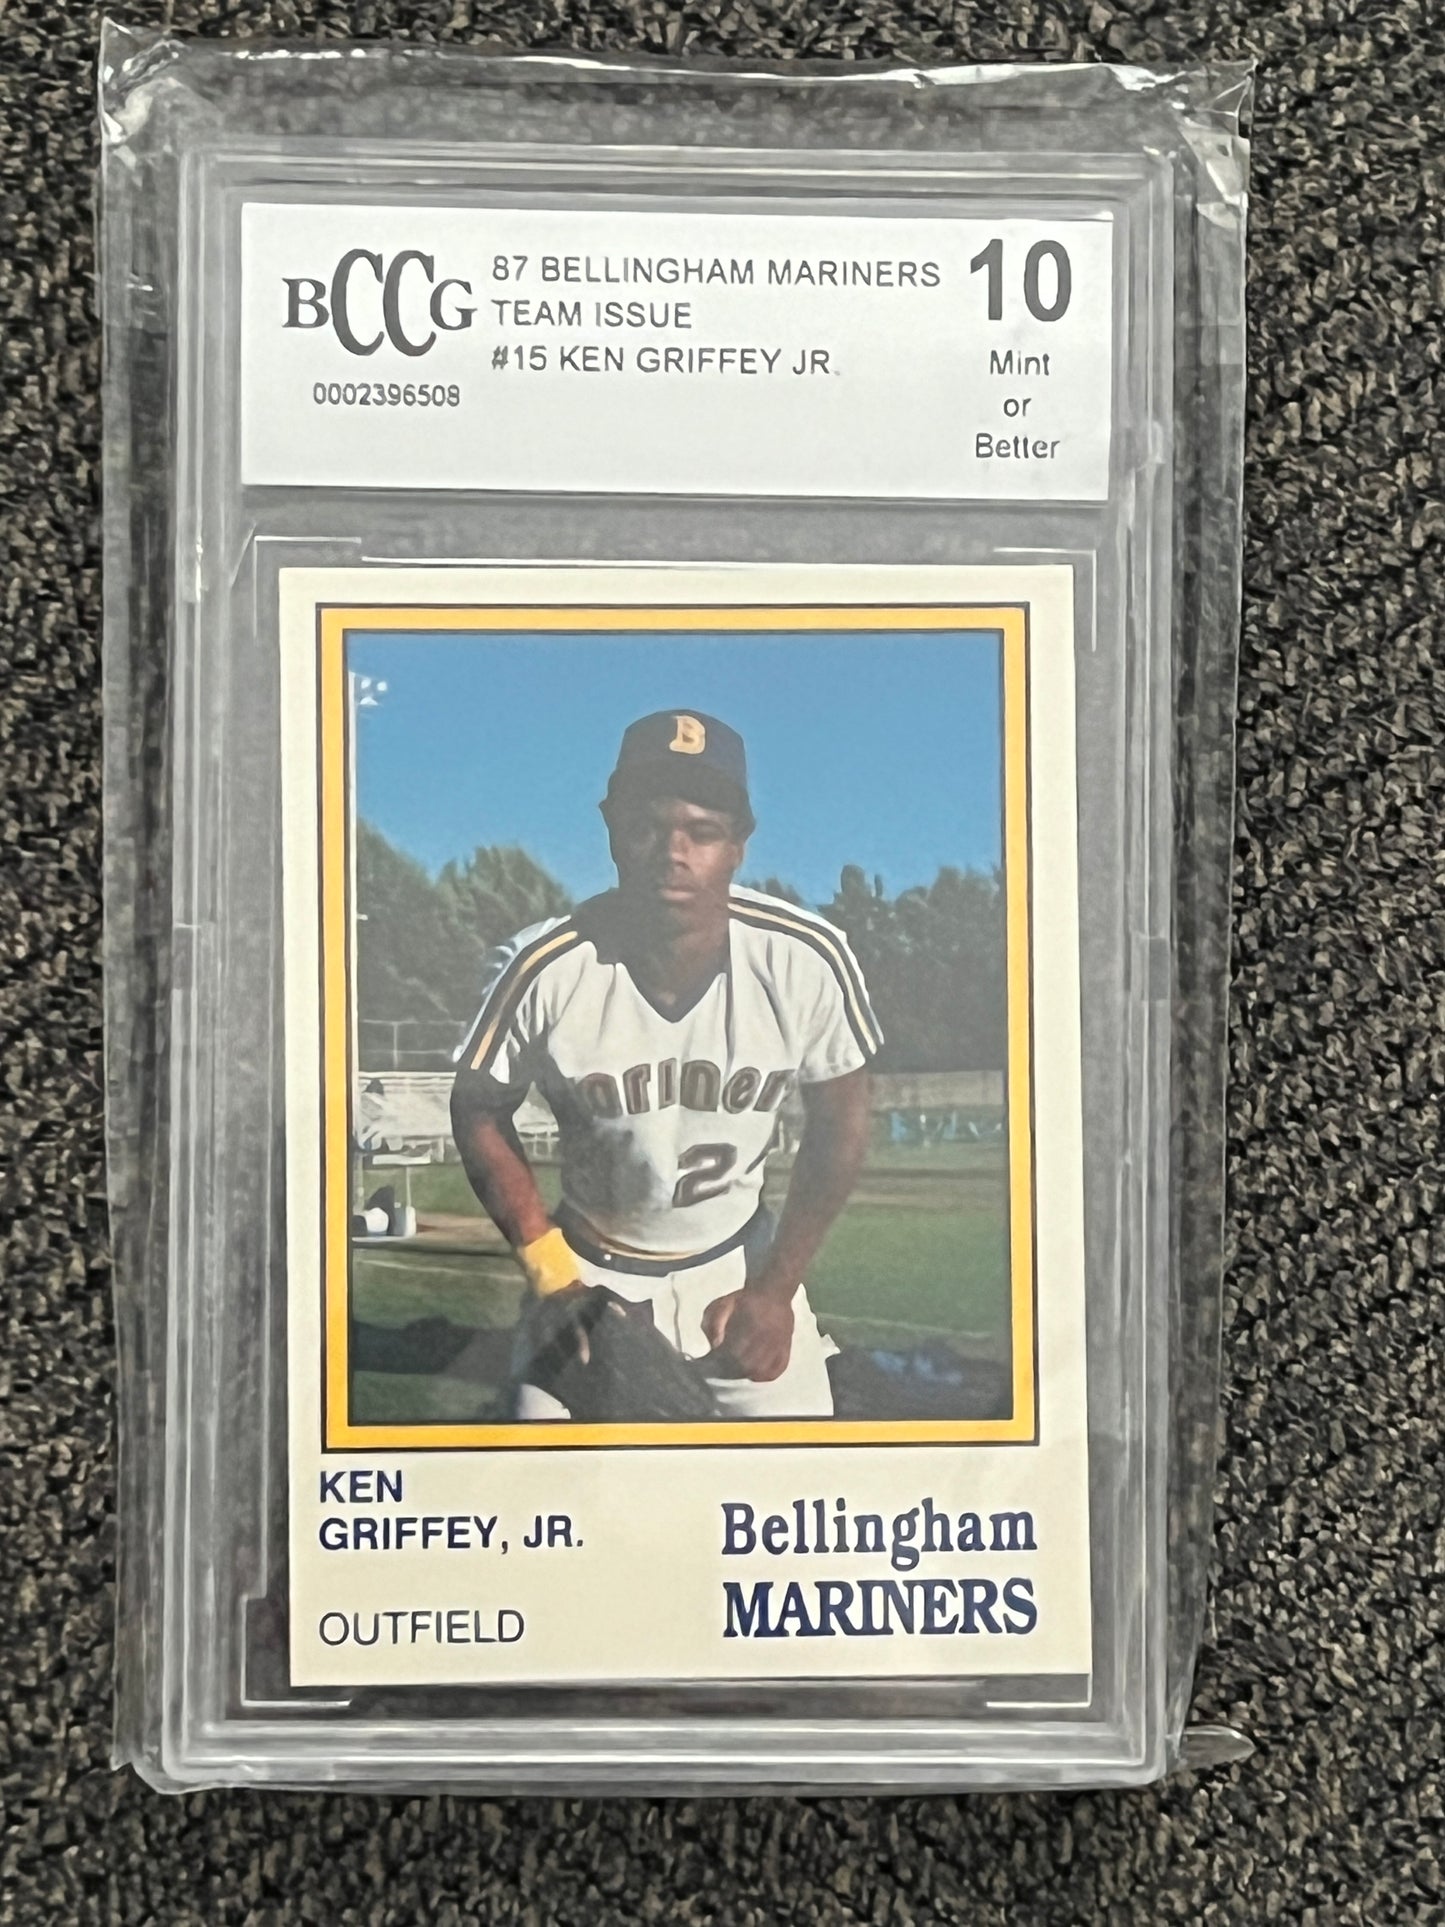 BCCG
0002396508
87 BELLINGHAM MARINERS
TEAM ISSUE
#15 KEN GRIFFEY JR.
10
Mint
or
Better
B
ariner
2
KEN
GRIFFEY, JR.
OUTFIELD
Bellingham
MARINERS